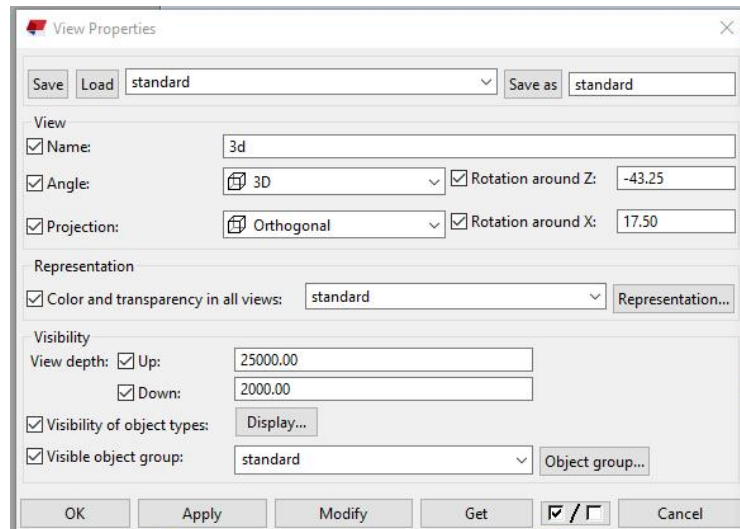 View Properties
Save Load standard Save as standard
View
Name: 3d
Angle: 3D Rotation around Z: -43.25
Projection: Orthogonal Rotation around X: 17.50
Representation
Color and transparency in all views: standard Representation...
Visibility
View depth: Up: 25000.00
Down: 2000.00
Visibility of object types: Display...
Visible object group: standard Object group...
OK Apply Modify Get / Cancel